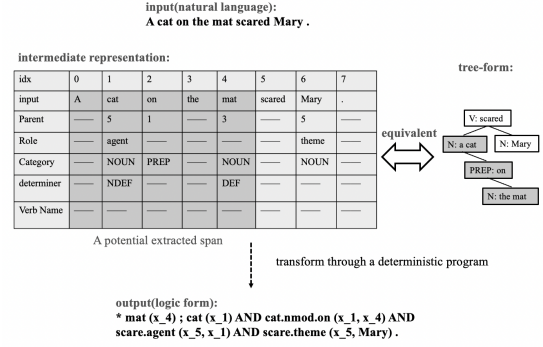 input(natural language):
A cat on the mat scared Mary .
intermediate representation:
tree-form:
idx 0 1 2 3 4 5 6 7
input A cat on the mat scared Mary .
Parent —— 5 1 —— 3 —— 5 ——
Role —— agent —— —— —— —— theme ——
Category —— NOUN PREP —— NOUN —— NOUN ——
determiner —— NDEF —— —— DEF —— —— ——
Verb Name —— —— —— —— —— —— —— ——
equivalent
V: scared
N: a cat
N: Mary
PREP: on
N: the mat
A potential extracted span
transform through a deterministic program
output(logic form):
* mat (x_4) ; cat (x_1) AND cat.nmod.on (x_1, x_4) AND
scare.agent (x_5, x_1) AND scare.theme (x_5, Mary) .